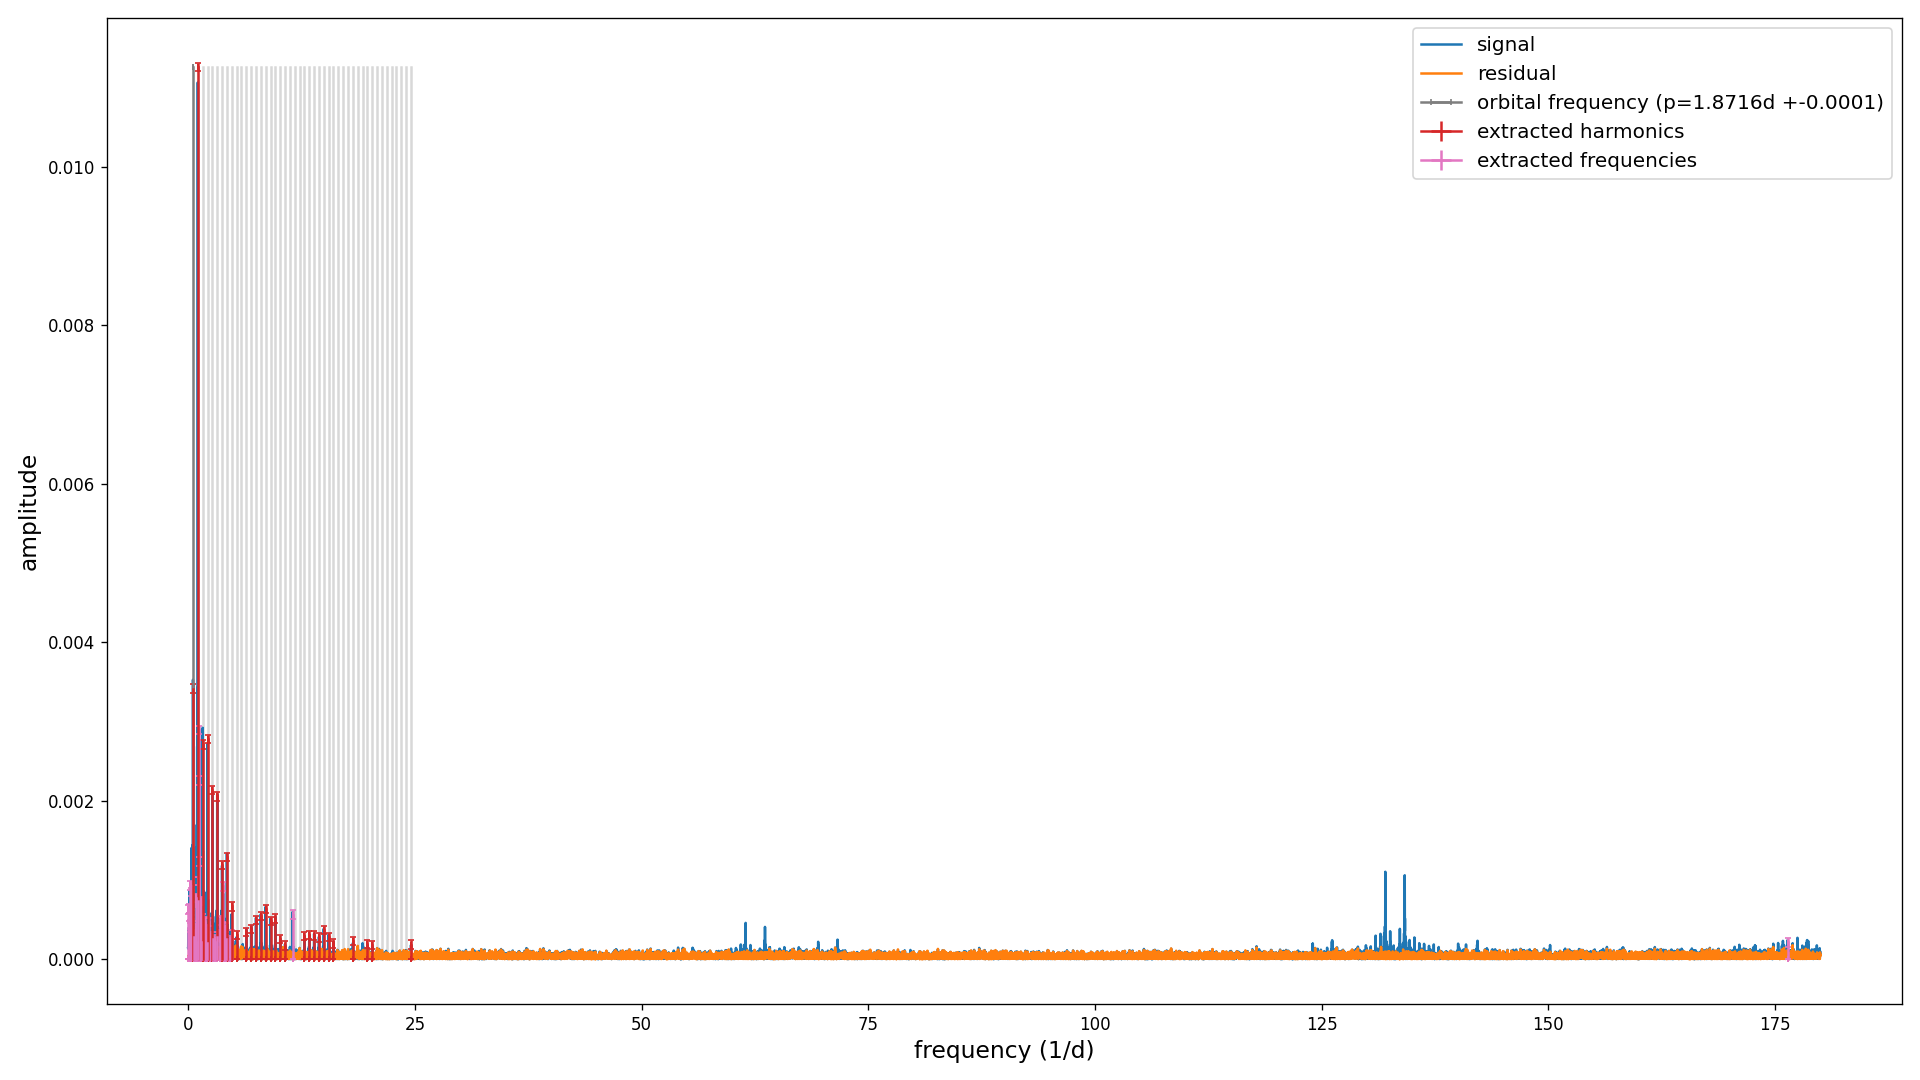 signal
residual
orbital frequency (p=1.8716d +-0.0001)
extracted harmonics
extracted frequencies
amplitude
0.010
0.008
0.006
0.004
0.002
0.000
0 25 50 75 100 125 150 175
frequency (1/d)